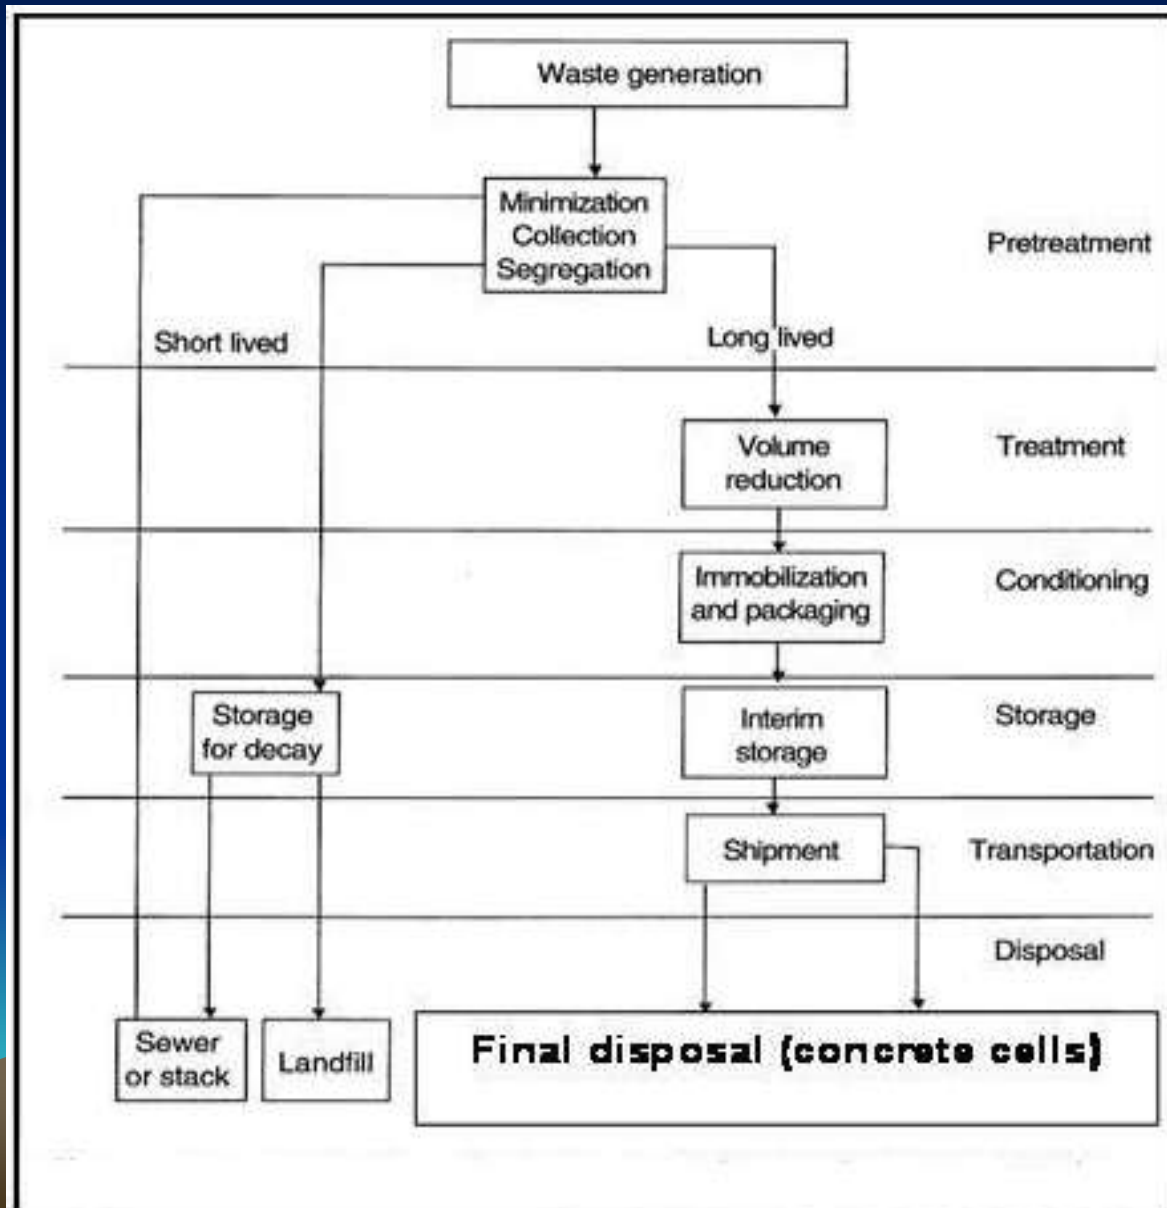 Waste generation
Minimization
Collection
Segregation
Pretreatment
Short lived
Long lived
Volume
reduction
Treatment
Immobilization
and packaging
Conditioning
Storage
for decay
Interim
storage
Storage
Shipment
Transportation
Disposal
Sewer
or stack
Landfill
Final disposal (concrete cells)